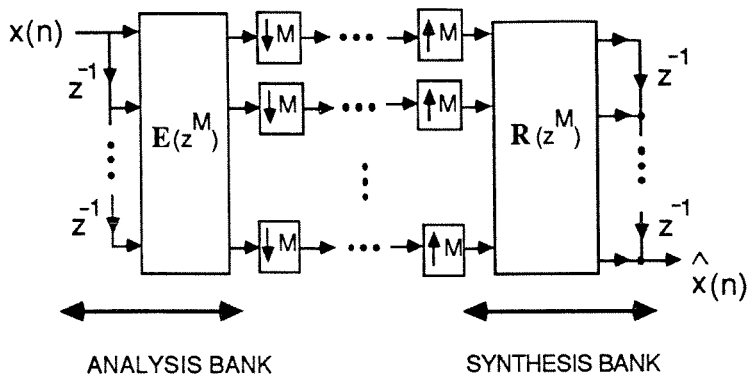 x(n)
z⁻¹
z⁻¹
E(z^M)
↓M
↓M
↓M
↑M
↑M
↑M
R(z^M)
z⁻¹
z⁻¹
x̂(n)
ANALYSIS BANK
SYNTHESIS BANK